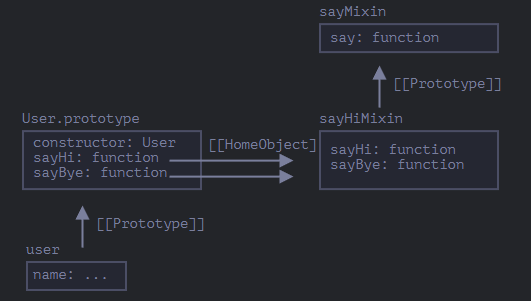 sayMixin
say: function
[[Prototype]]
User.prototype
sayHiMixin
constructor: User
sayHi: function
sayBye: function
[[HomeObject]
sayHi: function
sayBye: function
[[Prototype]]
user
name: ...